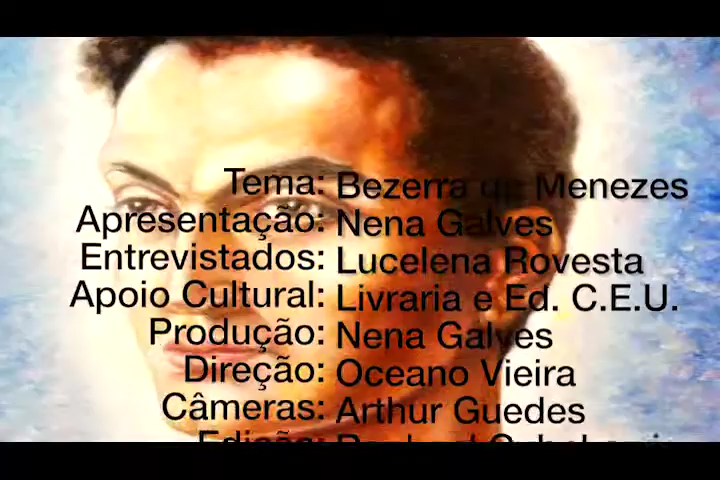 Tema: Bezerra de Menezes
Apresentação: Nena Galves
Entrevistados: Lucelena Rovesta
Apoio Cultural: Livraria e Ed. C.E.U.
Produção: Nena Galves
Direção: Oceano Vieira
Câmeras: Arthur Guedes
Edição: